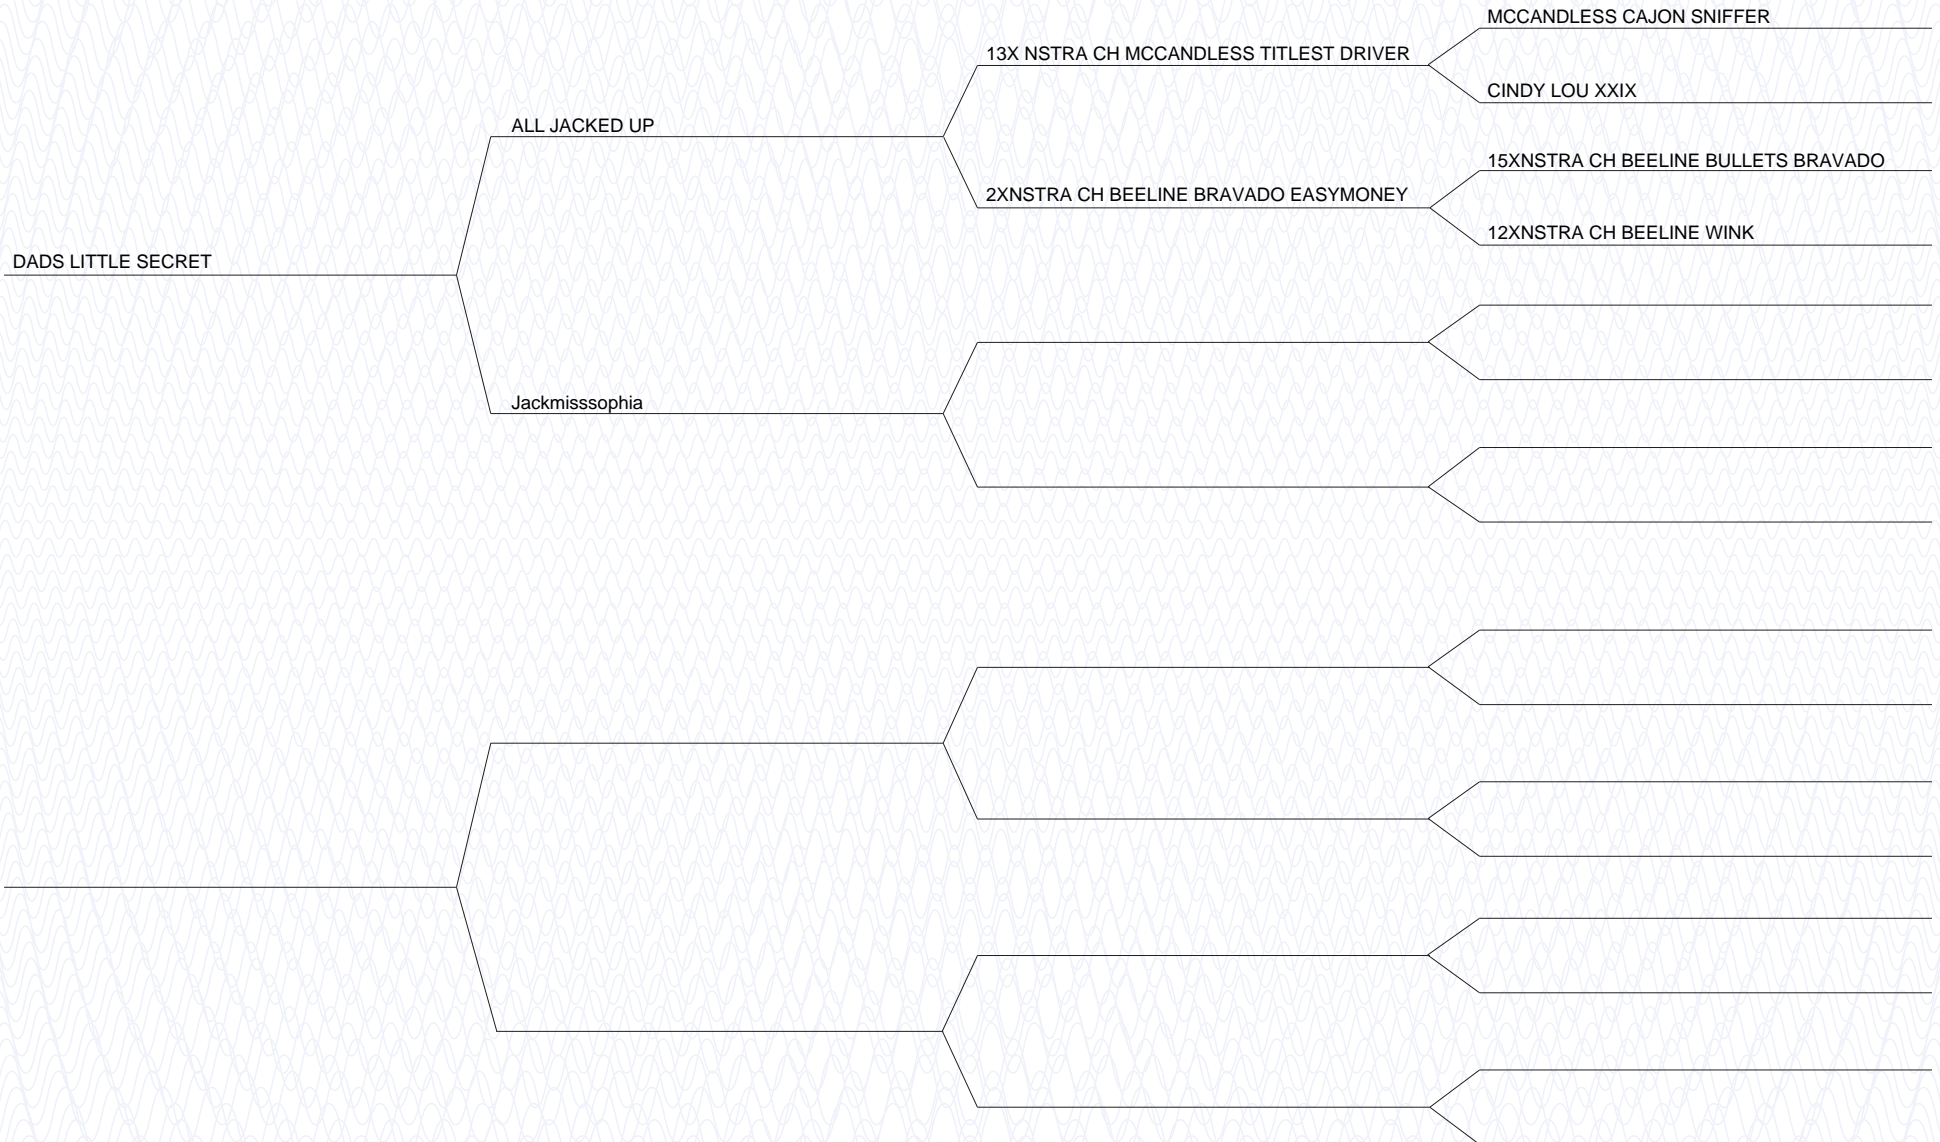 MCCANDLESS CAJON SNIFFER
13X NSTRA CH MCCANDLESS TITLEST DRIVER
CINDY LOU XXIX
ALL JACKED UP
15XNSTRA CH BEELINE BULLETS BRAVADO
2XNSTRA CH BEELINE BRAVADO EASYMONEY
12XNSTRA CH BEELINE WINK
DADS LITTLE SECRET
Jackmisssophia